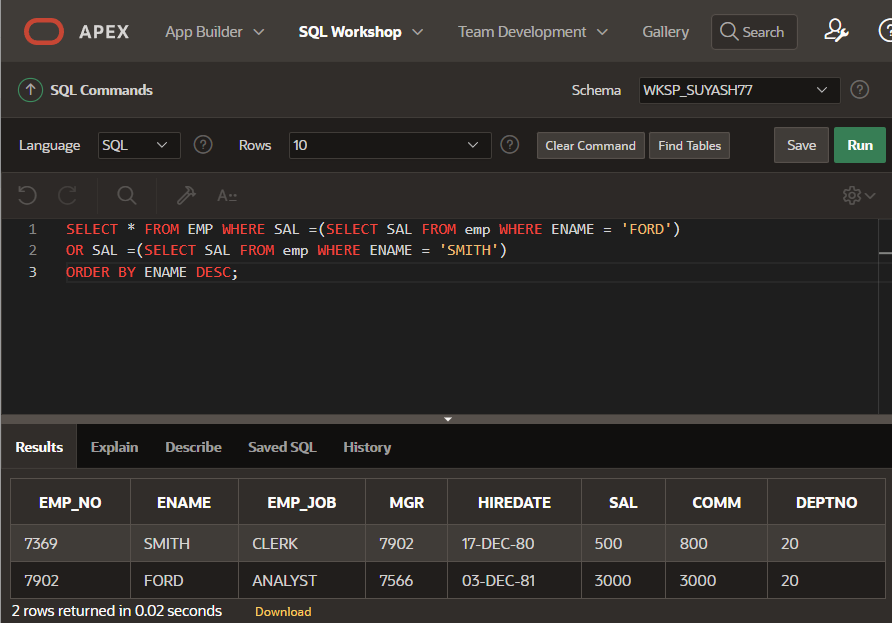 APEX App Builder SQL Workshop Team Development Gallery Search
SQL Commands Schema WKSP_SUYASH77
Language SQL Rows 10 Clear Command Find Tables Save Run
1 SELECT * FROM EMP WHERE SAL =(SELECT SAL FROM emp WHERE ENAME = 'FORD')
2 OR SAL =(SELECT SAL FROM emp WHERE ENAME = 'SMITH')
3 ORDER BY ENAME DESC;
Results Explain Describe Saved SQL History
EMP_NO ENAME EMP_JOB MGR HIREDATE SAL COMM DEPTNO
7369 SMITH CLERK 7902 17-DEC-80 500 800 20
7902 FORD ANALYST 7566 03-DEC-81 3000 3000 20
2 rows returned in 0.02 seconds Download